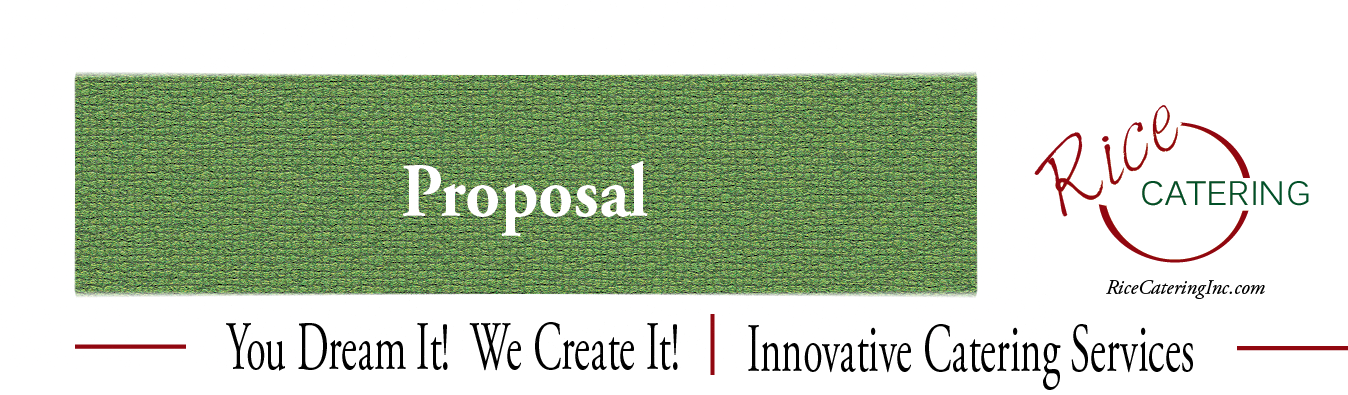 Proposal
Rice
CATERING
RiceCateringInc.com
You Dream It! We Create It! | Innovative Catering Services